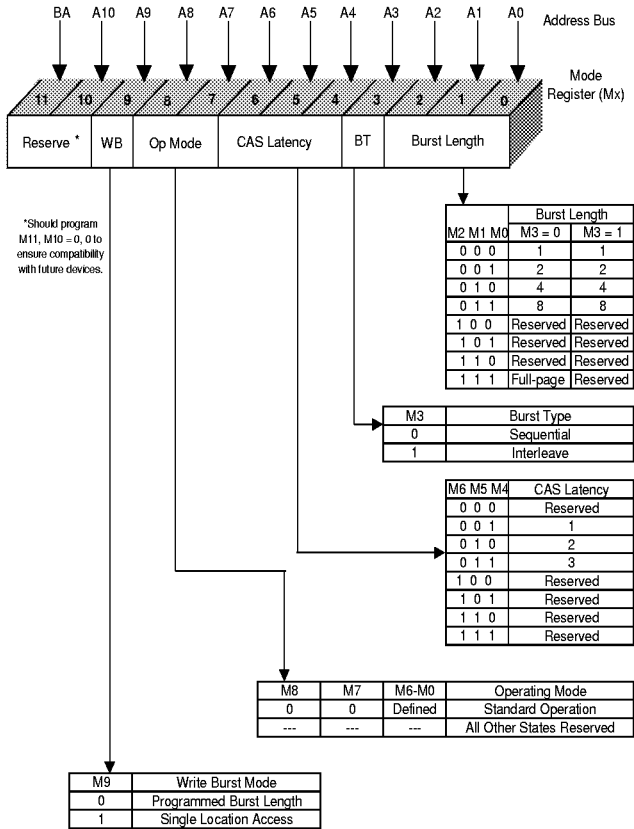 BA A10 A9 A8 A7 A6 A5 A4 A3 A2 A1 A0 Address Bus
Mode
Register (Mx)
11 10 9 8 7 6 5 4 3 2 1 0
Reserve * WB Op Mode CAS Latency BT Burst Length
*Should program
M11, M10 = 0, 0 to
ensure compatibility
with future devices.
Burst Length
M2 M1 M0 M3 = 0 M3 = 1
0 0 0 1 1
0 0 1 2 2
0 1 0 4 4
0 1 1 8 8
1 0 0 Reserved Reserved
1 0 1 Reserved Reserved
1 1 0 Reserved Reserved
1 1 1 Full-page Reserved
M3 Burst Type
0 Sequential
1 Interleave
M6 M5 M4 CAS Latency
0 0 0 Reserved
0 0 1 1
0 1 0 2
0 1 1 3
1 0 0 Reserved
1 0 1 Reserved
1 1 0 Reserved
1 1 1 Reserved
M8 M7 M6-M0 Operating Mode
0 0 Defined Standard Operation
--- --- --- All Other States Reserved
M9 Write Burst Mode
0 Programmed Burst Length
1 Single Location Access